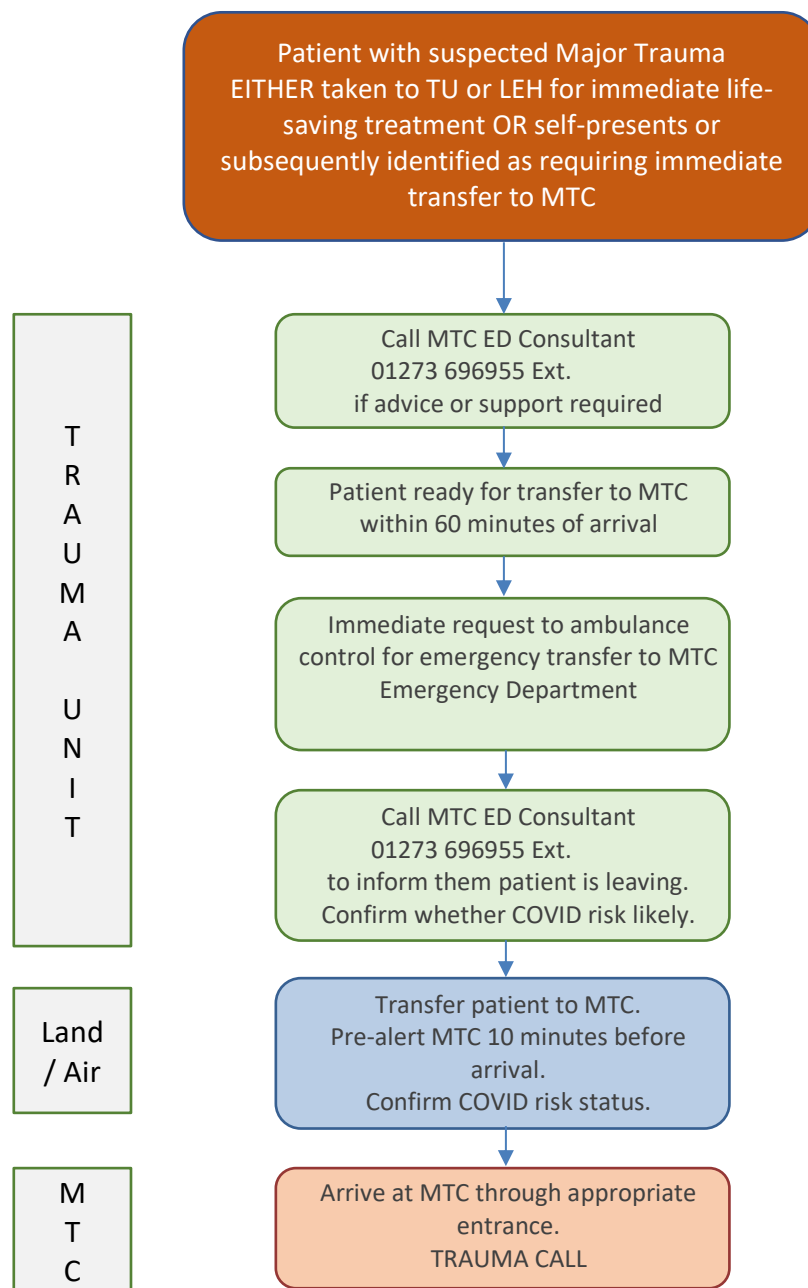 Patient with suspected Major Trauma
EITHER taken to TU or LEH for immediate life-
saving treatment OR self-presents or
subsequently identified as requiring immediate
transfer to MTC
TRAUMA UNIT
Call MTC ED Consultant
01273 696955 Ext.
if advice or support required
Patient ready for transfer to MTC
within 60 minutes of arrival
Immediate request to ambulance
control for emergency transfer to MTC
Emergency Department
Call MTC ED Consultant
01273 696955 Ext.
to inform them patient is leaving.
Confirm whether COVID risk likely.
Land
/ Air
Transfer patient to MTC.
Pre-alert MTC 10 minutes before
arrival.
Confirm COVID risk status.
MTC
Arrive at MTC through appropriate
entrance.
TRAUMA CALL